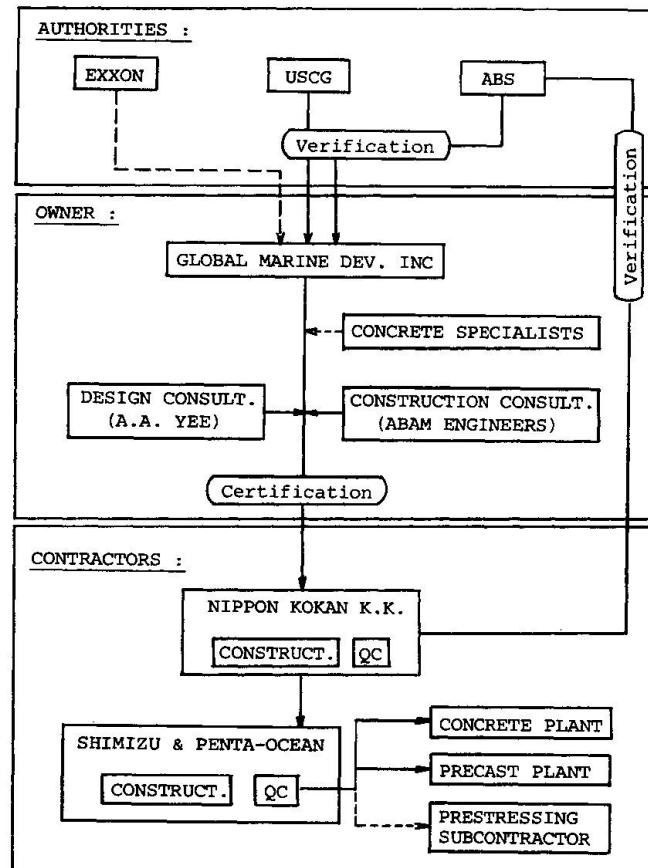 AUTHORITIES :
EXXON
USCG
ABS
Verification
Verification
OWNER :
GLOBAL MARINE DEV. INC
CONCRETE SPECIALISTS
DESIGN CONSULT.
(A.A. YEE)
CONSTRUCTION CONSULT.
(ABAM ENGINEERS)
Certification
CONTRACTORS :
NIPPON KOKAN K.K.
CONSTRUCT.
QC
SHIMIZU & PENTA-OCEAN
CONSTRUCT.
QC
CONCRETE PLANT
PRECAST PLANT
PRESTRESSING
SUBCONTRACTOR